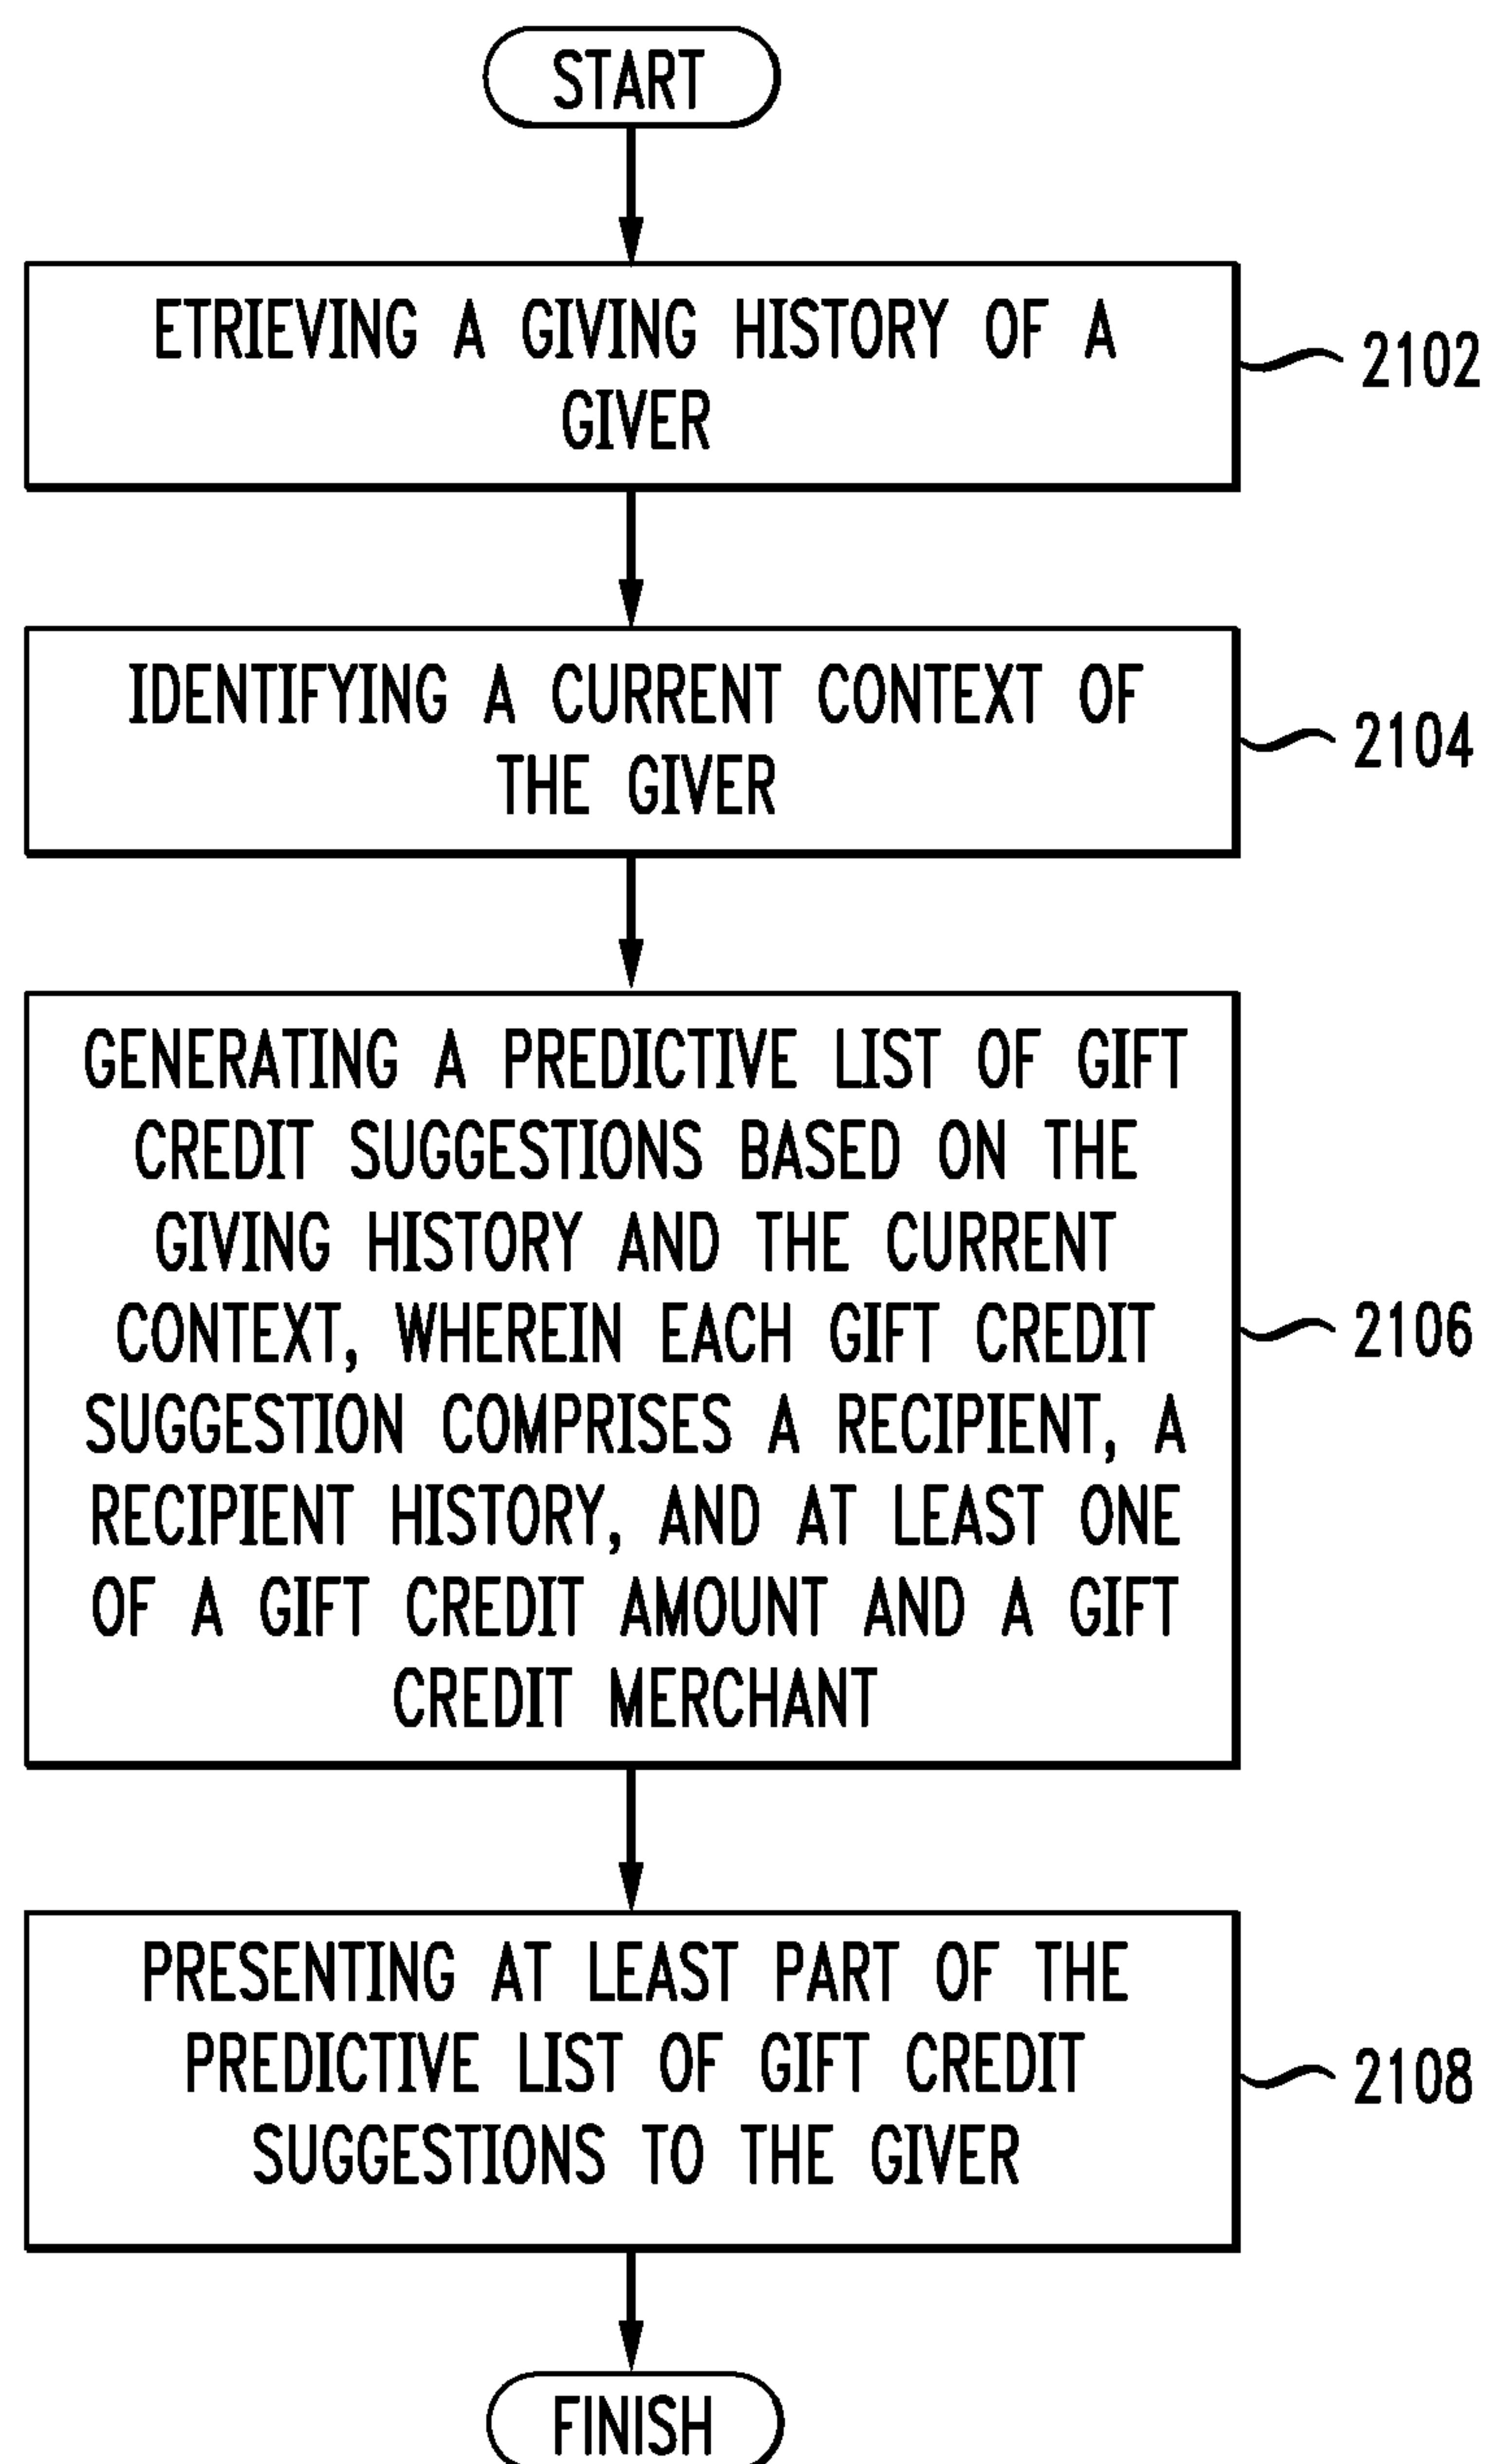 START
ETRIEVING A GIVING HISTORY OF A
GIVER
2102
IDENTIFYING A CURRENT CONTEXT OF
THE GIVER
2104
GENERATING A PREDICTIVE LIST OF GIFT
CREDIT SUGGESTIONS BASED ON THE
GIVING HISTORY AND THE CURRENT
CONTEXT, WHEREIN EACH GIFT CREDIT
SUGGESTION COMPRISES A RECIPIENT, A
RECIPIENT HISTORY, AND AT LEAST ONE
OF A GIFT CREDIT AMOUNT AND A GIFT
CREDIT MERCHANT
2106
PRESENTING AT LEAST PART OF THE
PREDICTIVE LIST OF GIFT CREDIT
SUGGESTIONS TO THE GIVER
2108
FINISH